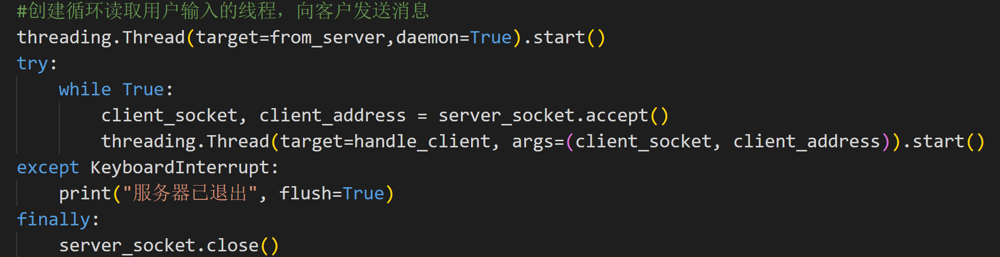 #创建循环读取用户输入的线程，向客户发送消息
threading.Thread(target=from_server,daemon=True).start()
try:
    while True:
        client_socket, client_address = server_socket.accept()
        threading.Thread(target=handle_client, args=(client_socket, client_address)).start()
except KeyboardInterrupt:
    print("服务器已退出", flush=True)
finally:
    server_socket.close()